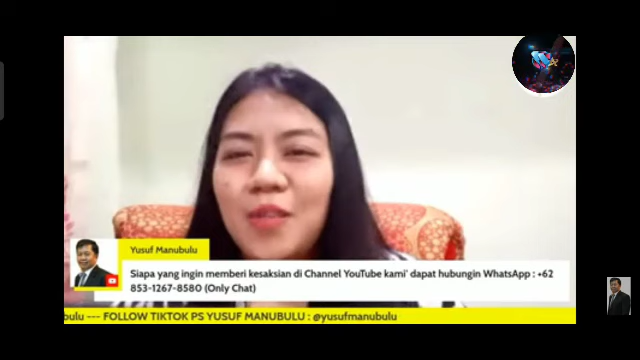 Yusuf Manubulu
Siapa yang ingin memberi kesaksian di Channel YouTube kami' dapat hubungin WhatsApp : +62
853-1267-8580 (Only Chat)
bulu --- FOLLOW TIKTOK PS YUSUF MANUBULU : @yusufmanubulu